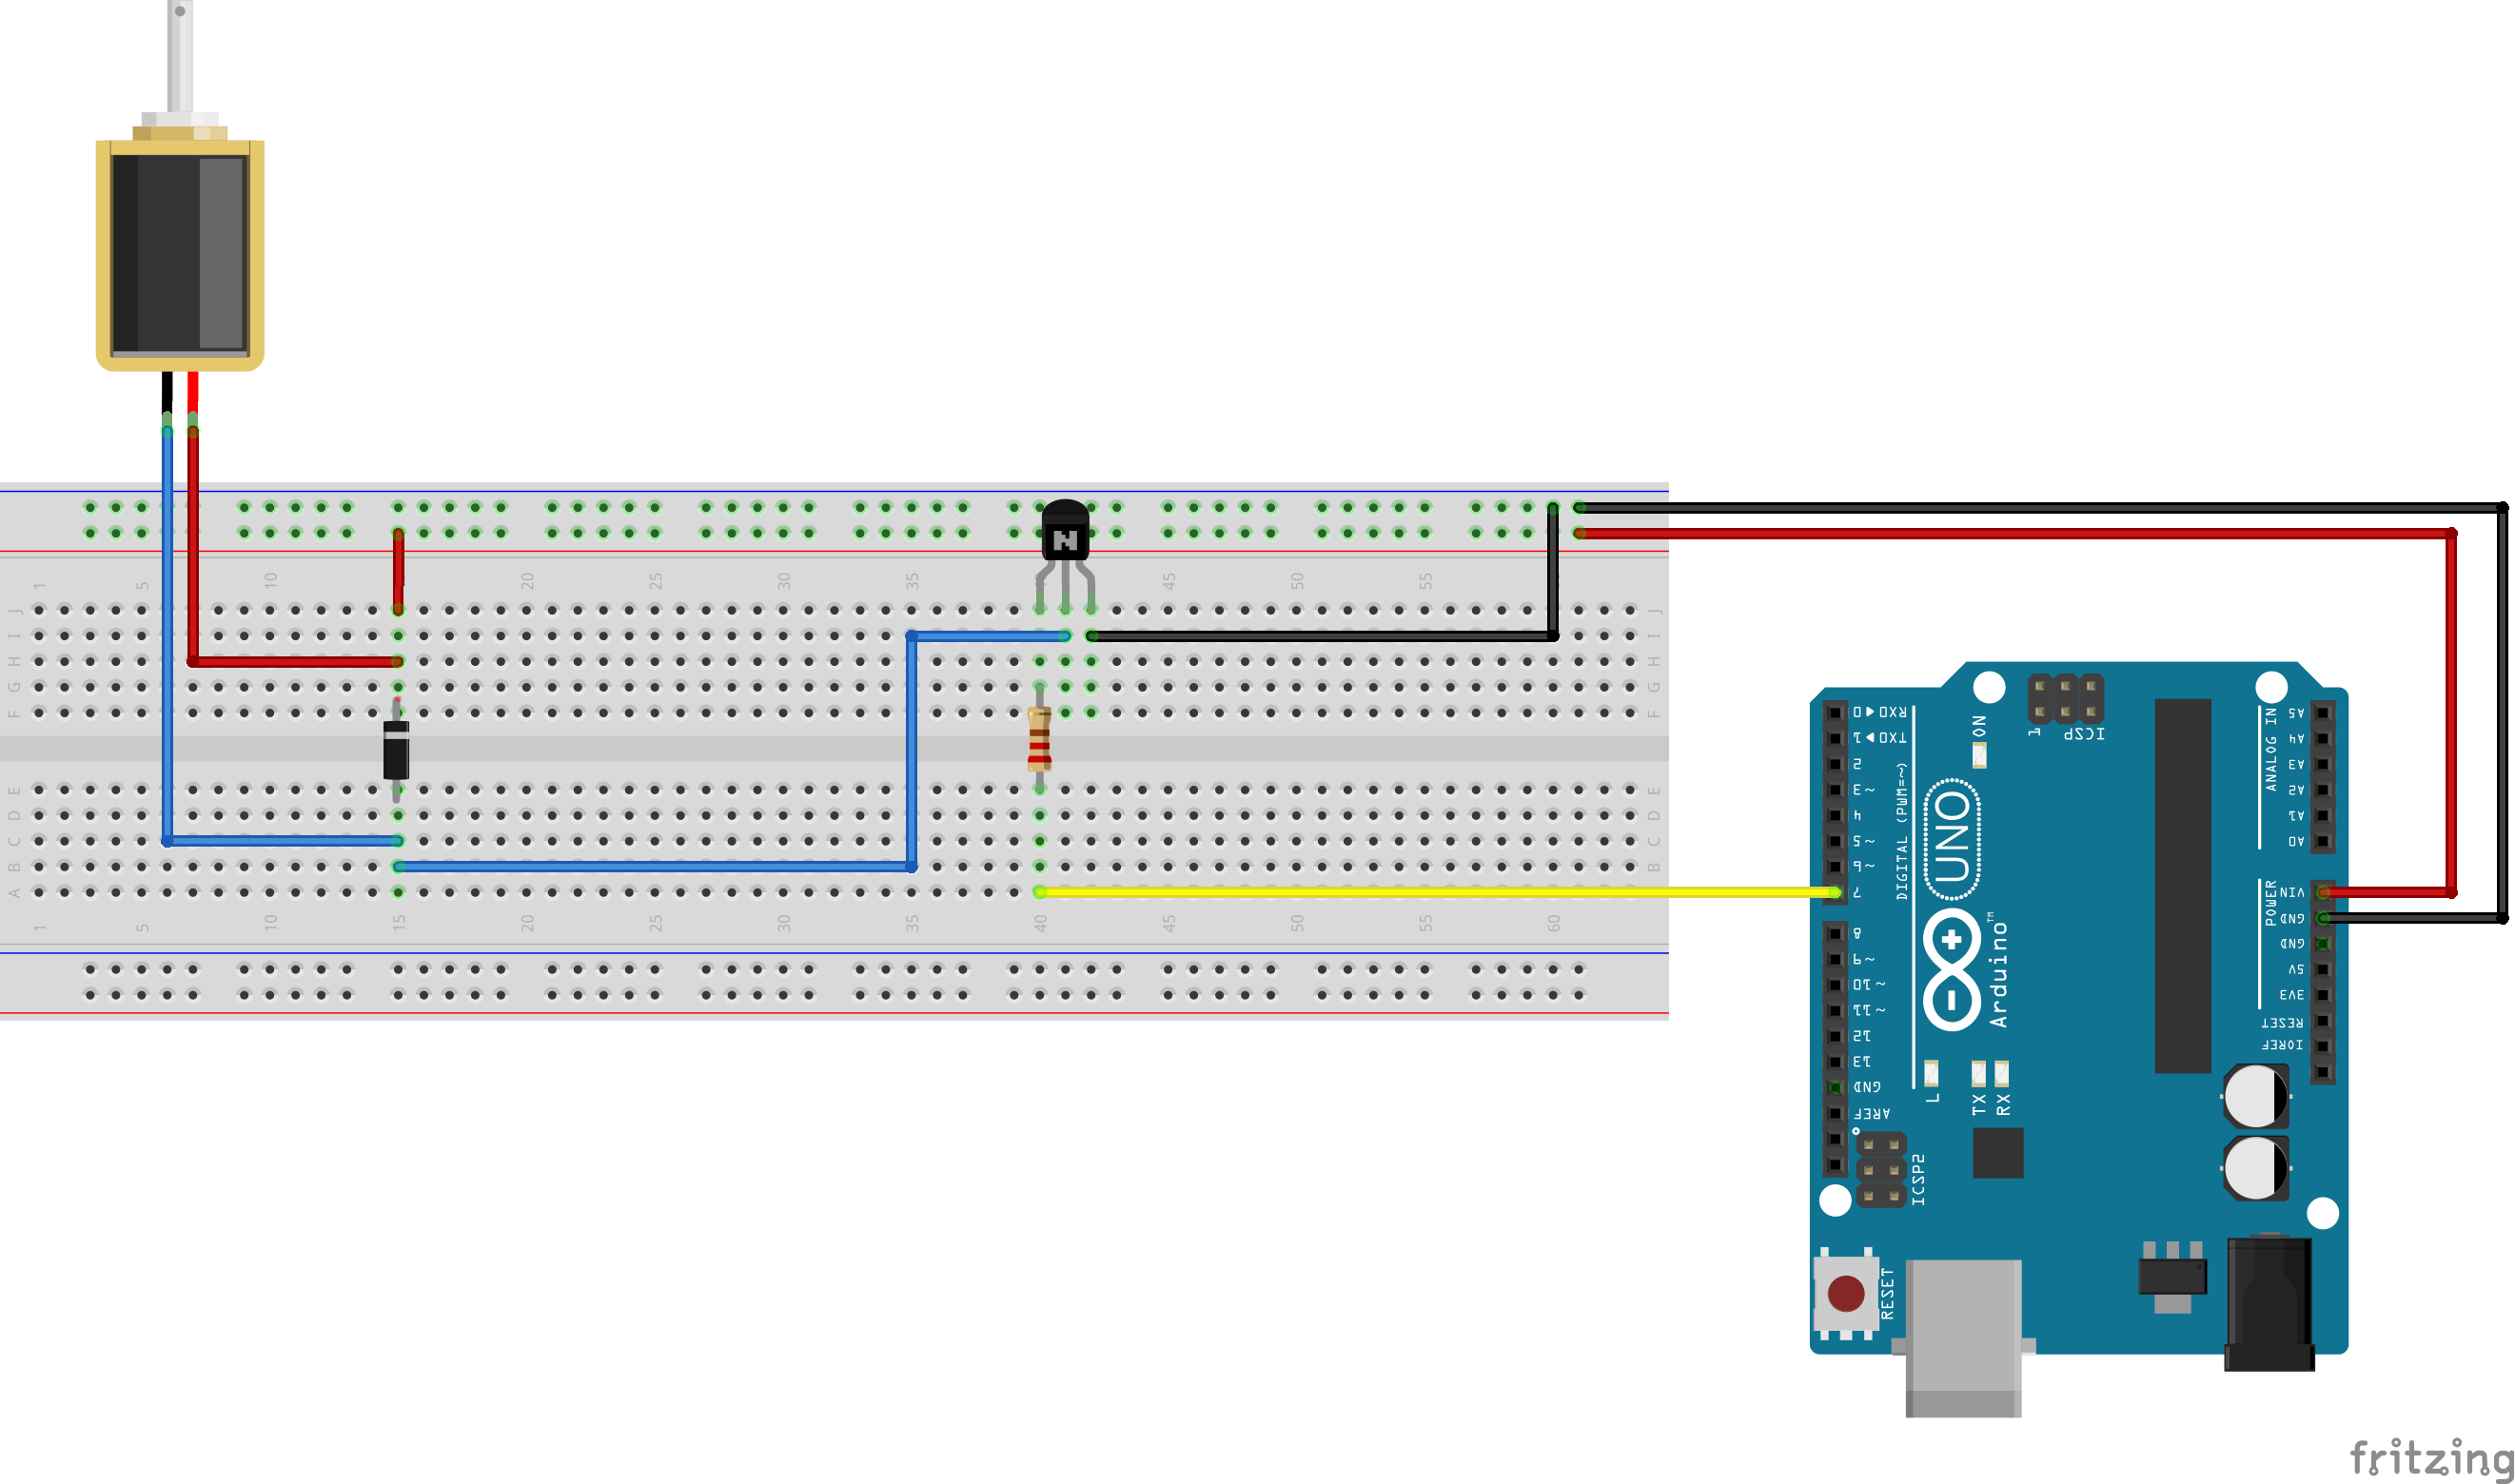 1 5 10 15 20 25 30 35 45 50 55
J J
I I
H H
G G
F F
E E
D D
C C
B B
A A
1 5 10 15 20 25 30 35 40 45 50 55 60
N
RX0◀0
TX0▶1
2
~3
4
~5
~6
7
8
~9
~10
~11
12
13
GND
AREF
DIGITAL (PWM=~)
ON
1
ICSP
UNO
Arduino™
L
TX
RX
ICSP2
RESET
A5
A4
A3
A2
A1
A0
ANALOG IN
VIN
GND
GND
5V
3V3
RESET
IOREF
POWER
fritzing